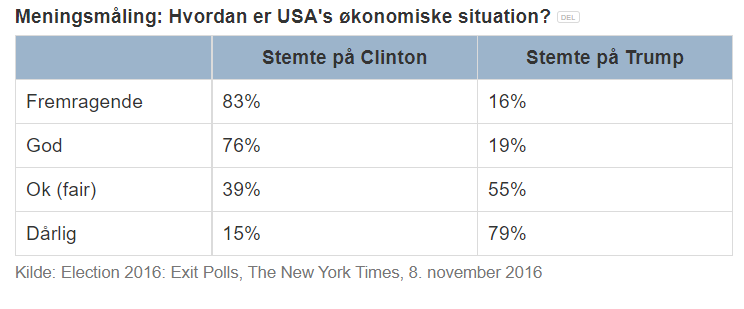 Meningsmåling: Hvordan er USA's økonomiske situation? DEL
Stemte på Clinton Stemte på Trump
Fremragende 83% 16%
God 76% 19%
Ok (fair) 39% 55%
Dårlig 15% 79%
Kilde: Election 2016: Exit Polls, The New York Times, 8. november 2016